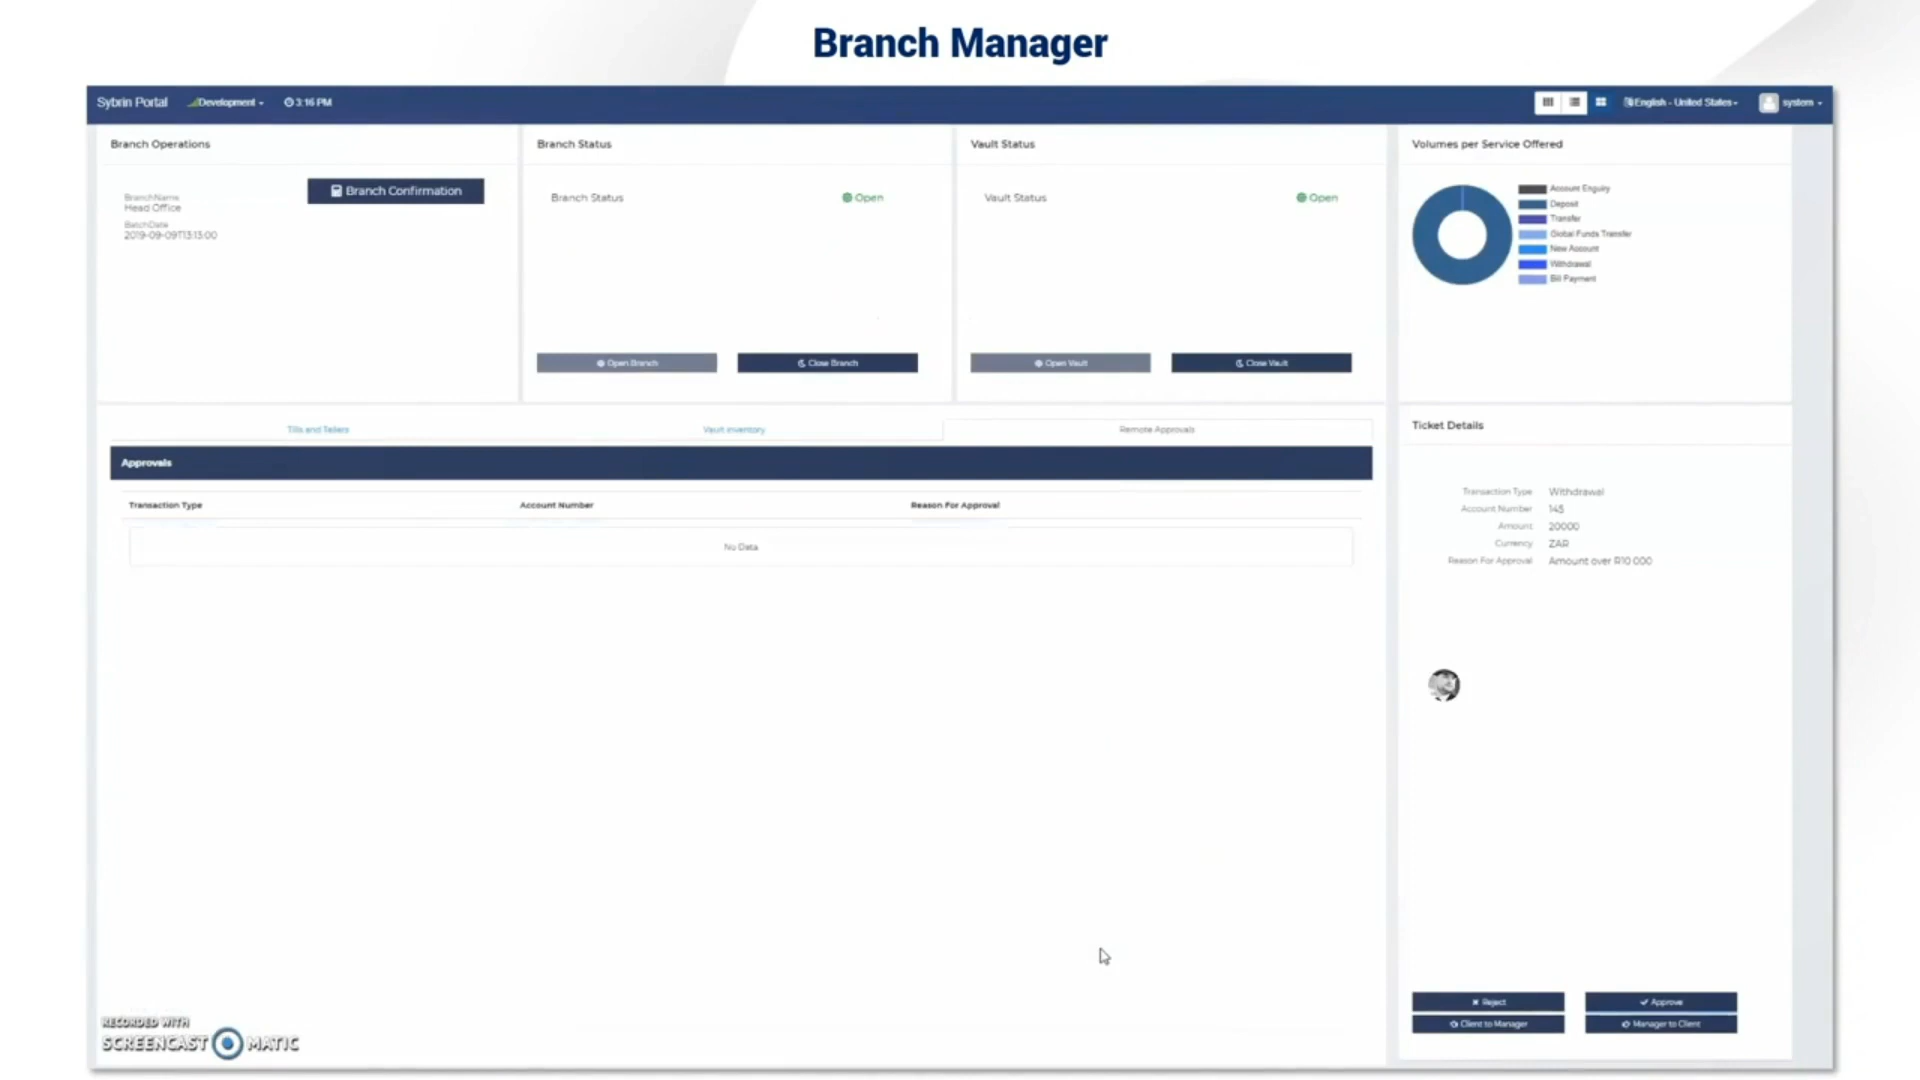 Branch Manager
Sybrin Portal Development 3:16 PM English - United States system
Branch Operations
Branch Confirmation
BranchName
Head Office
BatchDate
2019-09-09T13:13:00
Branch Status
Branch Status Open
Open Branch Close Branch
Vault Status
Vault Status Open
Open Vault Close Vault
Volumes per Service Offered
Account Enquiry
Deposit
Transfer
Global Funds Transfer
New Account
Withdrawal
Bill Payment
Tills and Tellers Vault Inventory Remote Approvals
Approvals
Transaction Type Account Number Reason For Approval
No Data
Ticket Details
Transaction Type Withdrawal
Account Number 145
Amount 20000
Currency ZAR
Reason For Approval Amount over R10 000
Reject Approve
Client to Manager Manager to Client
RECORDED WITH
SCREENCAST MATIC